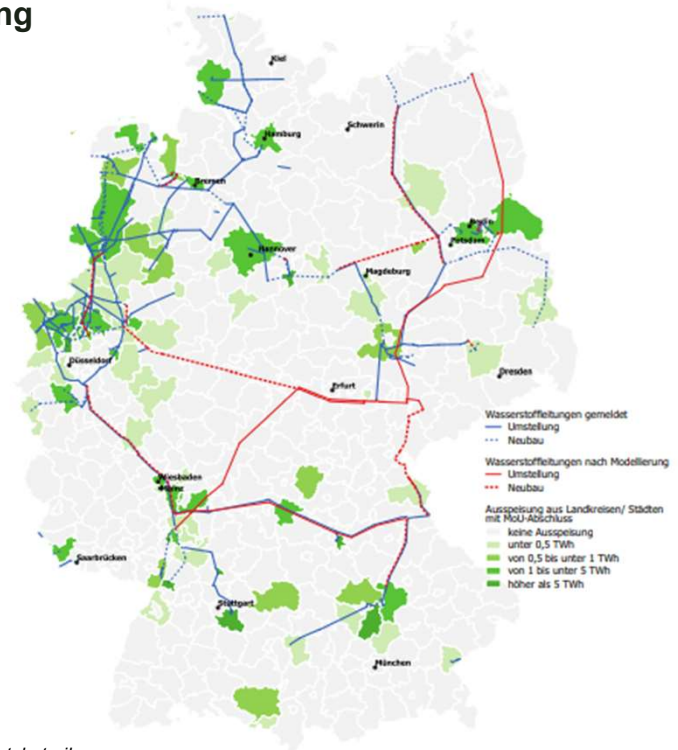 ng
Kiel
Schwerin
Hamburg
Bremen
Berlin
Potsdam
Hannover
Magdeburg
Düsseldorf
Dresden
Erfurt
Wasserstoffleitungen gemeldet
Umstellung
Neubau
Wasserstoffleitungen nach Modellierung
Umstellung
Neubau
Wiesbaden
Mainz
Ausspeisung aus Landkreisen/ Städten
mit MoU-Abschluss
keine Ausspeisung
unter 0,5 TWh
von 0,5 bis unter 1 TWh
von 1 bis unter 5 TWh
höher als 5 TWh
Saarbrücken
Stuttgart
München